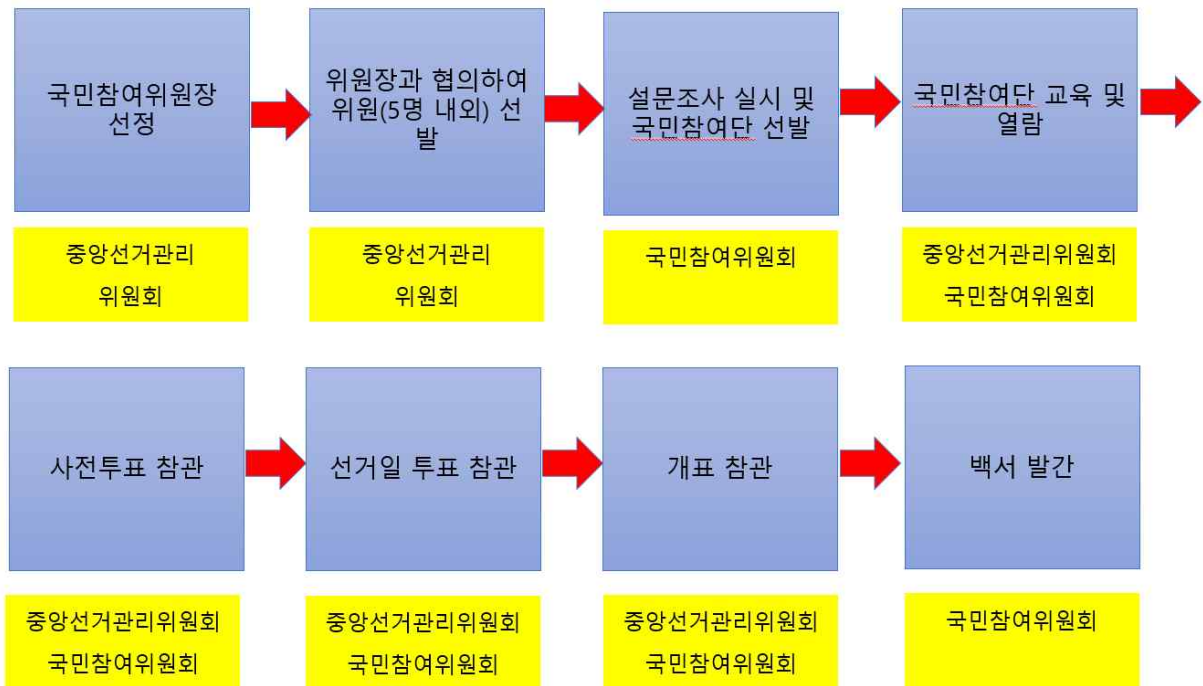 국민참여위원장
선정
위원장과 협의하여
위원(5명 내외) 선
발
설문조사 실시 및
국민참여단 선발
국민참여단 교육 및
열람
중앙선거관리
위원회
중앙선거관리
위원회
국민참여위원회
중앙선거관리위원회
국민참여위원회
사전투표 참관
선거일 투표 참관
개표 참관
백서 발간
중앙선거관리위원회
국민참여위원회
중앙선거관리위원회
국민참여위원회
중앙선거관리위원회
국민참여위원회
국민참여위원회